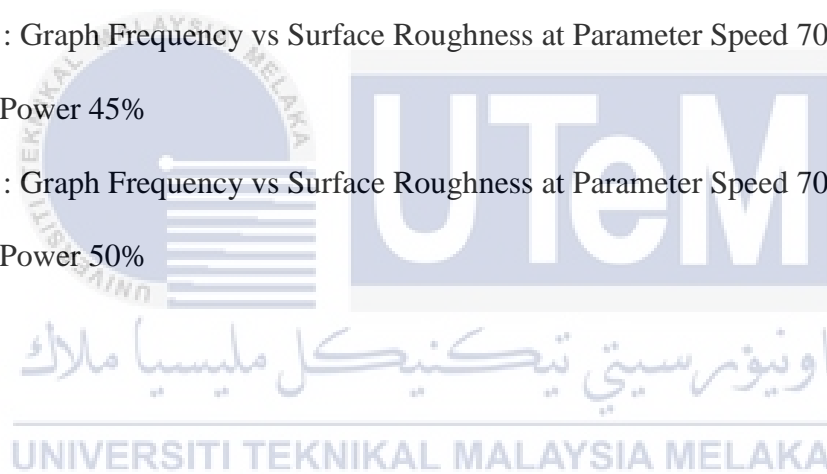 : Graph Frequency vs Surface Roughness at Parameter Speed 70
Power 45%
: Graph Frequency vs Surface Roughness at Parameter Speed 70
Power 50%
UTeM
اونيۏرسيتي تيكنيكل مليسيا ملاك
UNIVERSITI TEKNIKAL MALAYSIA MELAKA